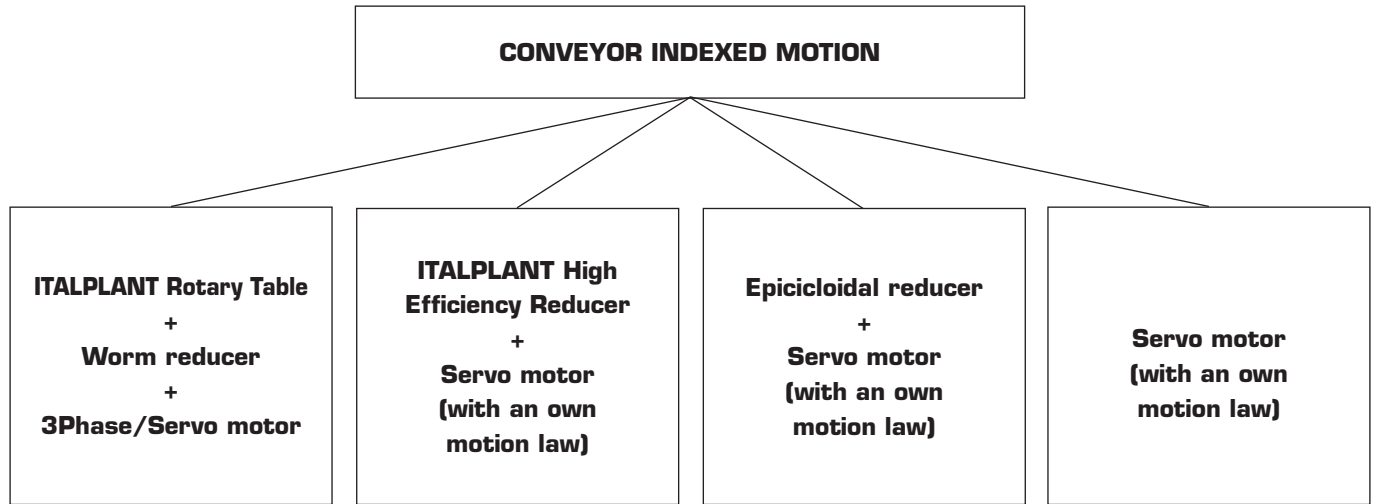 CONVEYOR INDEXED MOTION
ITALPLANT Rotary Table
+
Worm reducer
+
3Phase/Servo motor
ITALPLANT High
Efficiency Reducer
+
Servo motor
(with an own
motion law)
Epicicloidal reducer
+
Servo motor
(with an own
motion law)
Servo motor
(with an own
motion law)